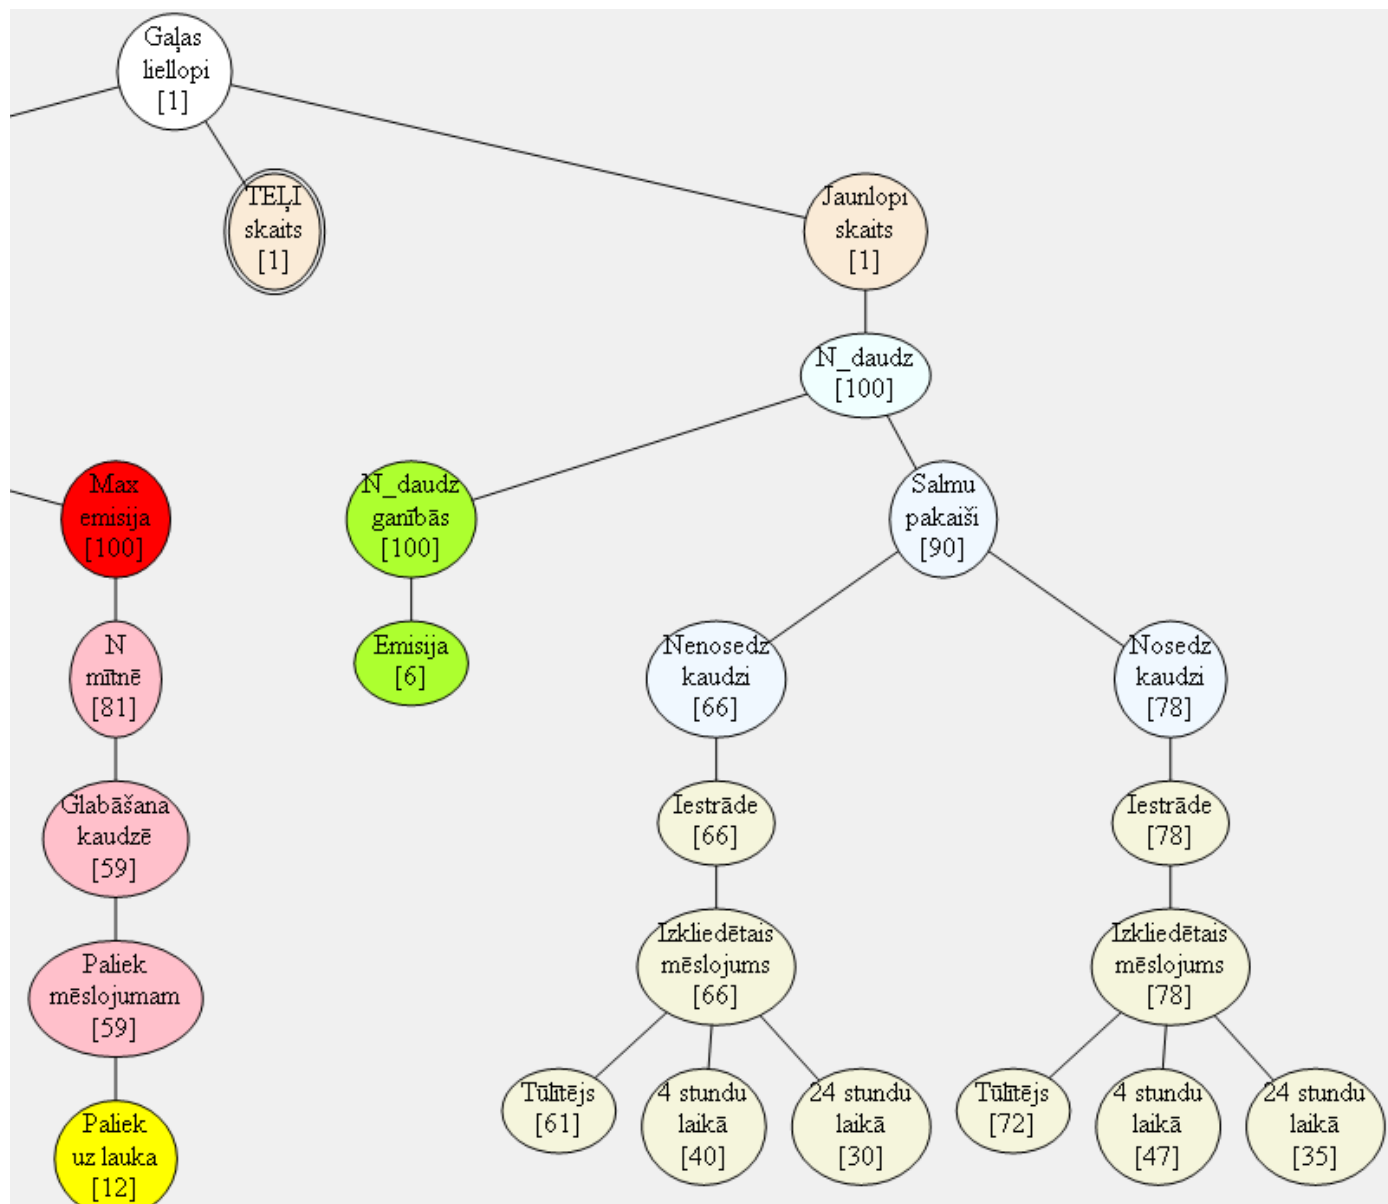 Gaļas
liellopi
[1]
TEĻI
skaits
[1]
Jaunlopi
skaits
[1]
N_daudz
[100]
Max
emisija
[100]
N_daudz
ganībās
[100]
Salmu
pakaiši
[90]
N
mītnē
[81]
Emisija
[6]
Nenosedz
kaudzi
[66]
Nosedz
kaudzi
[78]
Glabāšana
kaudzē
[59]
Iestrāde
[66]
Iestrāde
[78]
Paliek
mēslojumam
[59]
Izkliedētais
mēslojums
[66]
Izkliedētais
mēslojums
[78]
Paliek
uz lauka
[12]
Tūlītējs
[61]
4 stundu
laikā
[40]
24 stundu
laikā
[30]
Tūlītējs
[72]
4 stundu
laikā
[47]
24 stundu
laikā
[35]